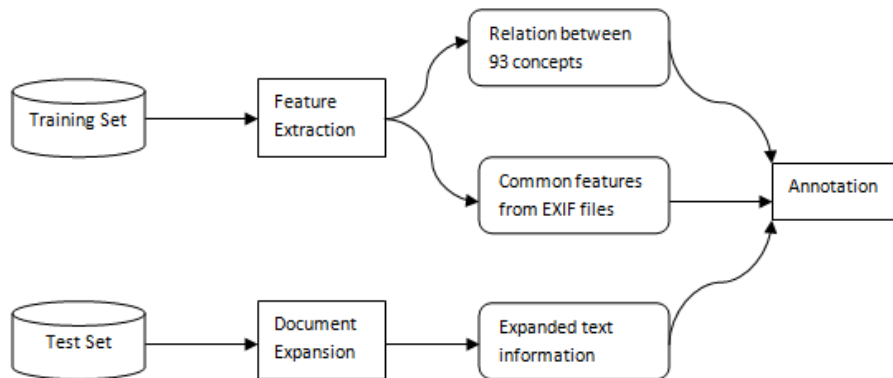 Relation between
93 concepts
Training Set
Feature
Extraction
Common features
from EXIF files
Annotation
Test Set
Document
Expansion
Expanded text
information